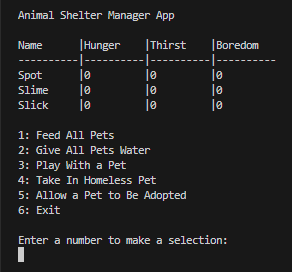 Animal Shelter Manager App
Name      |Hunger    |Thirst    |Boredom
----------|----------|----------|----------
Spot      |0         |0         |0
Slime     |0         |0         |0
Slick     |0         |0         |0
1: Feed All Pets
2: Give All Pets Water
3: Play With a Pet
4: Take In Homeless Pet
5: Allow a Pet to Be Adopted
6: Exit
Enter a number to make a selection: